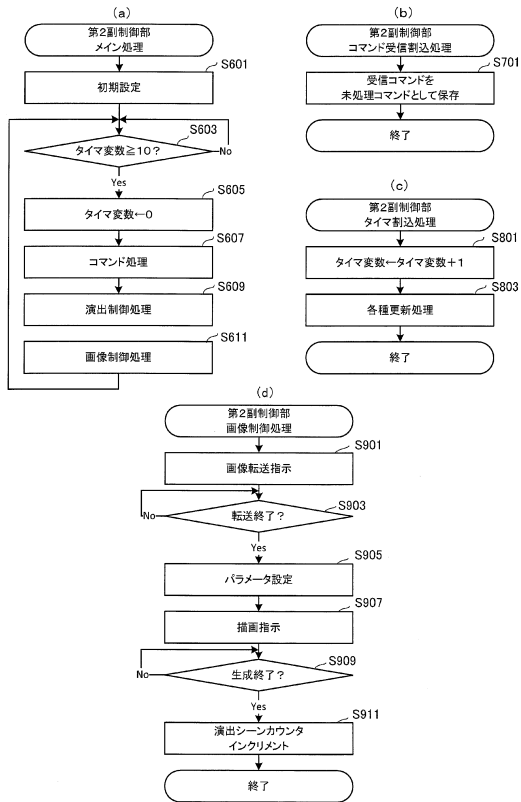 (a)
第2副制御部
メイン処理
S601
初期設定
S603
タイマ変数≧10?
No
Yes
S605
タイマ変数←0
S607
コマンド処理
S609
演出制御処理
S611
画像制御処理
(b)
第2副制御部
コマンド受信割込処理
S701
受信コマンドを
未処理コマンドとして保存
終了
(c)
第2副制御部
タイマ割込処理
S801
タイマ変数←タイマ変数+1
S803
各種更新処理
終了
(d)
第2副制御部
画像制御処理
S901
画像転送指示
S903
転送終了?
No
Yes
S905
パラメータ設定
S907
描画指示
S909
生成終了?
No
Yes
S911
演出シーンカウンタ
インクリメント
終了